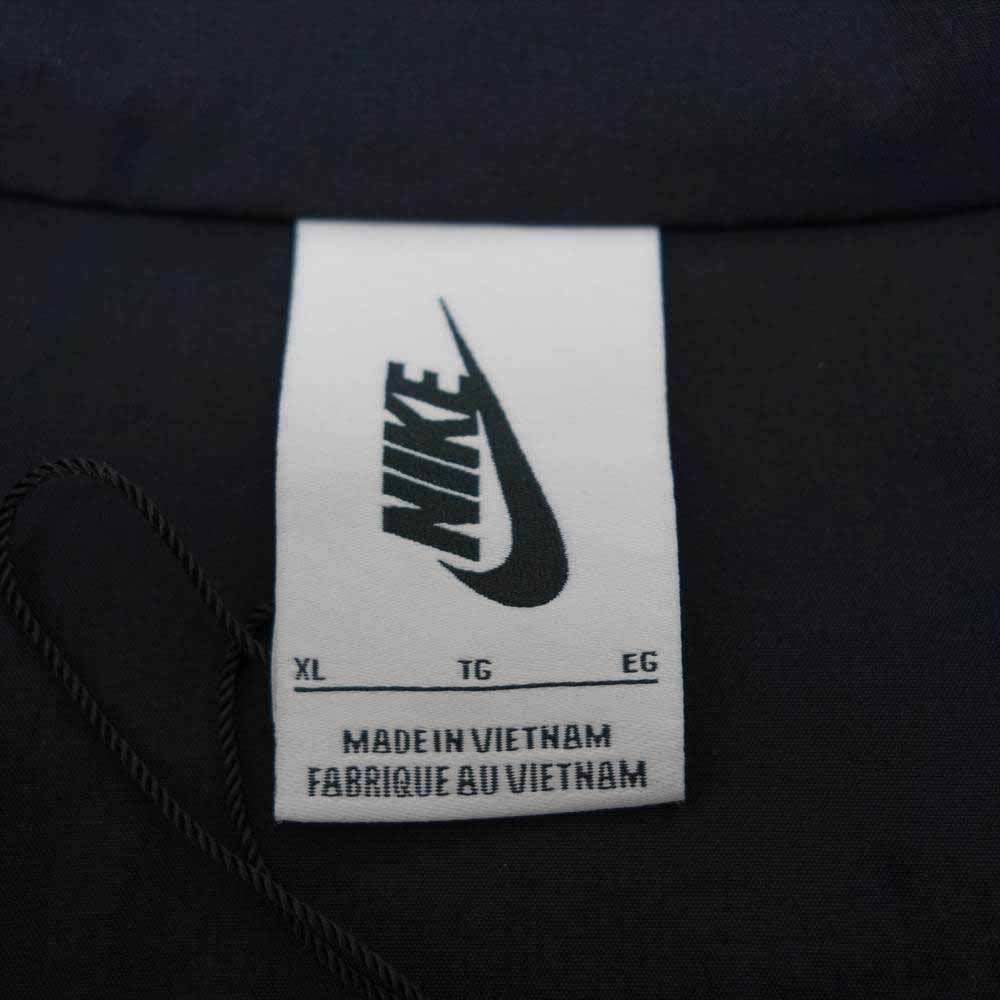 NIKE
XL TG EG
MADE IN VIETNAM
FABRIQUE AU VIETNAM